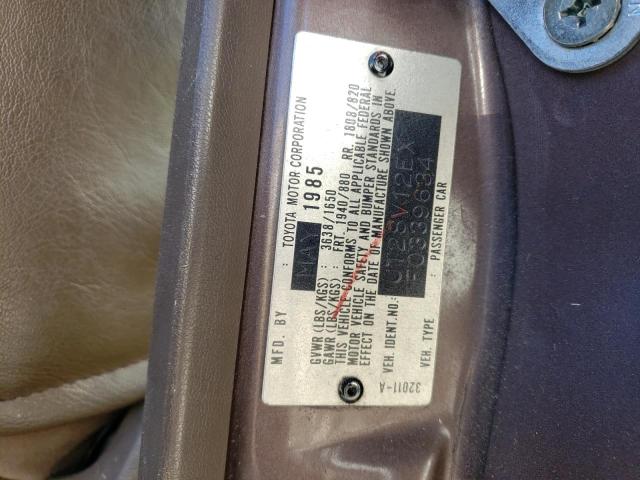 MFD. BY : TOYOTA MOTOR CORPORATION
MAY 1985
GVWR (LBS/KGS) : 3638/1650
GAWR (LBS/KGS) : FRT. 1940/880 RR. 1808/820
THIS VEHICLE CONFORMS TO ALL APPLICABLE FEDERAL
MOTOR VEHICLE SAFETY AND BUMPER STANDARDS IN
EFFECT ON THE DATE OF MANUFACTURE SHOWN ABOVE.
VEH. IDENT. NO.:
F0339634
VEH. TYPE : PASSENGER CAR
32011-A